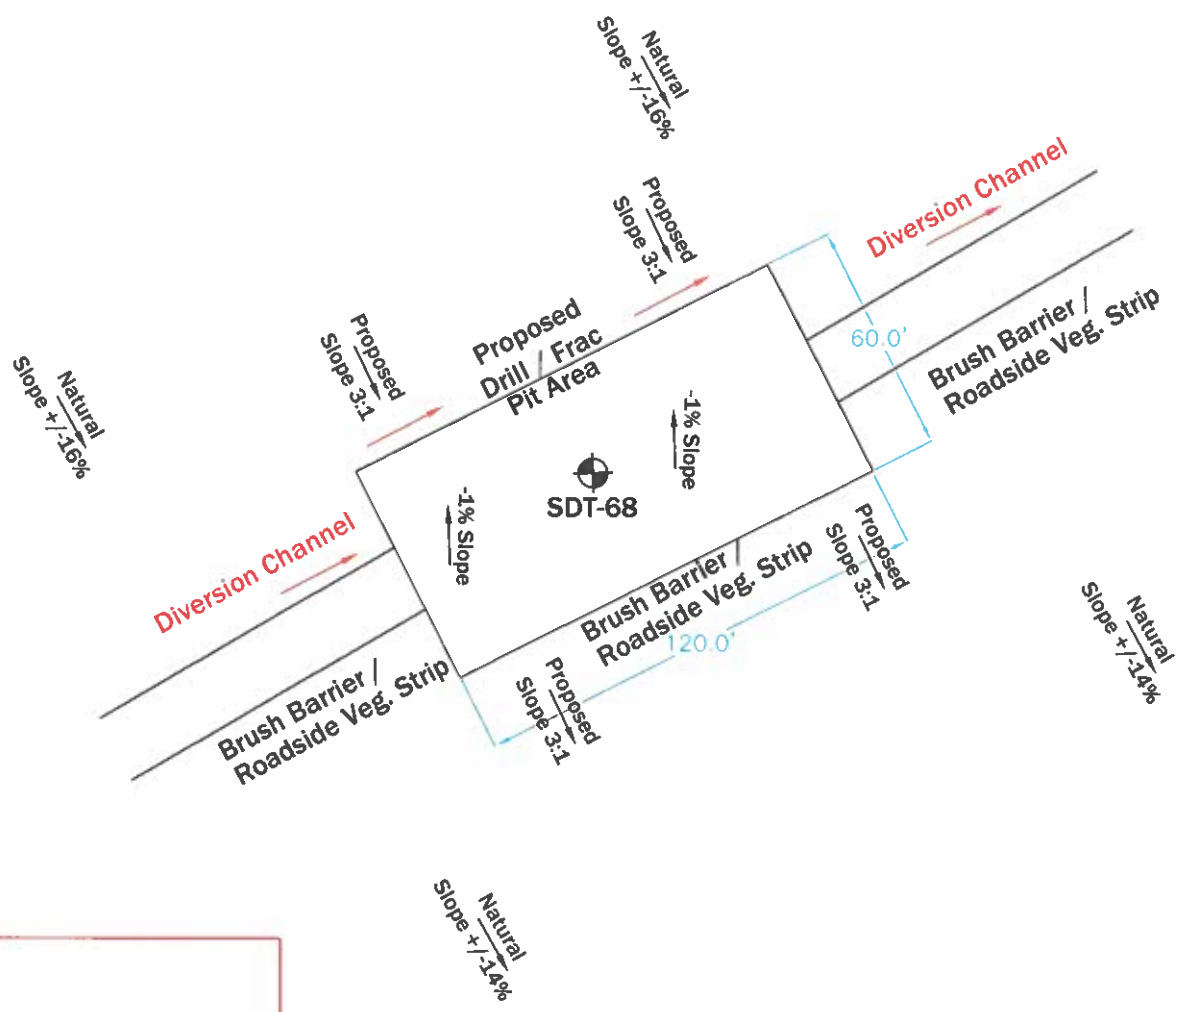 Natural
Slope +/-16%
Proposed
Slope 3:1
Diversion Channel
60.0'
Brush Barrier /
Roadside Veg. Strip
Proposed
Drill / Frac
Pit Area
Proposed
Slope 3:1
Natural
Slope +/-16%
-1% Slope
SDT-68
-1% Slope
Diversion Channel
Brush Barrier /
Roadside Veg. Strip
Brush Barrier /
Roadside Veg. Strip
120.0'
Proposed
Slope 3:1
Proposed
Slope 3:1
Natural
Slope +/-14%
Natural
Slope +/-14%